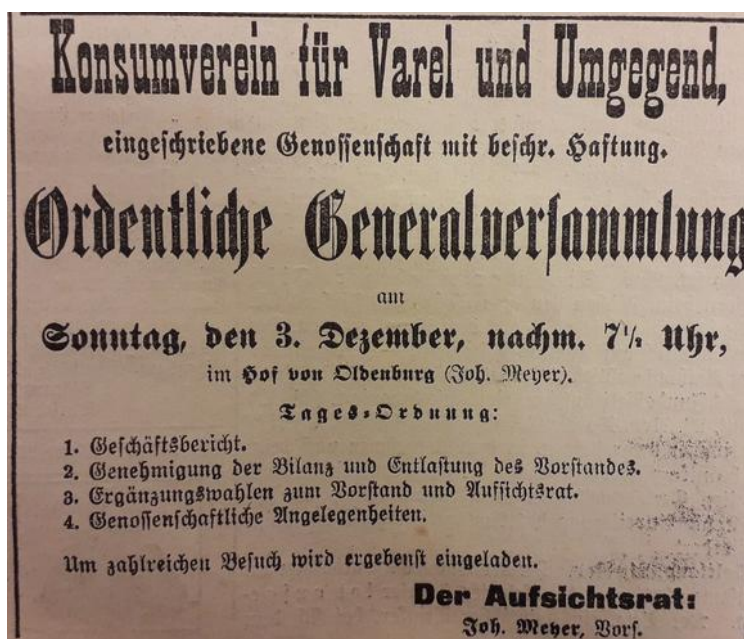 Konsumverein für Varel und Umgegend,
eingeschriebene Genossenschaft mit beschr. Haftung.
Ordentliche Generalversammlung
am
Sonntag, den 3. Dezember, nachm. 7½ Uhr,
im Hof von Oldenburg (Joh. Meyer).
Tages-Ordnung:
1. Geschäftsbericht.
2. Genehmigung der Bilanz und Entlastung des Vorstandes.
3. Ergänzungswahlen zum Vorstand und Aufsichtsrat.
4. Genossenschaftliche Angelegenheiten.
Um zahlreichen Besuch wird ergebenst eingeladen.
Der Aufsichtsrat:
Joh. Meyer, Vors.